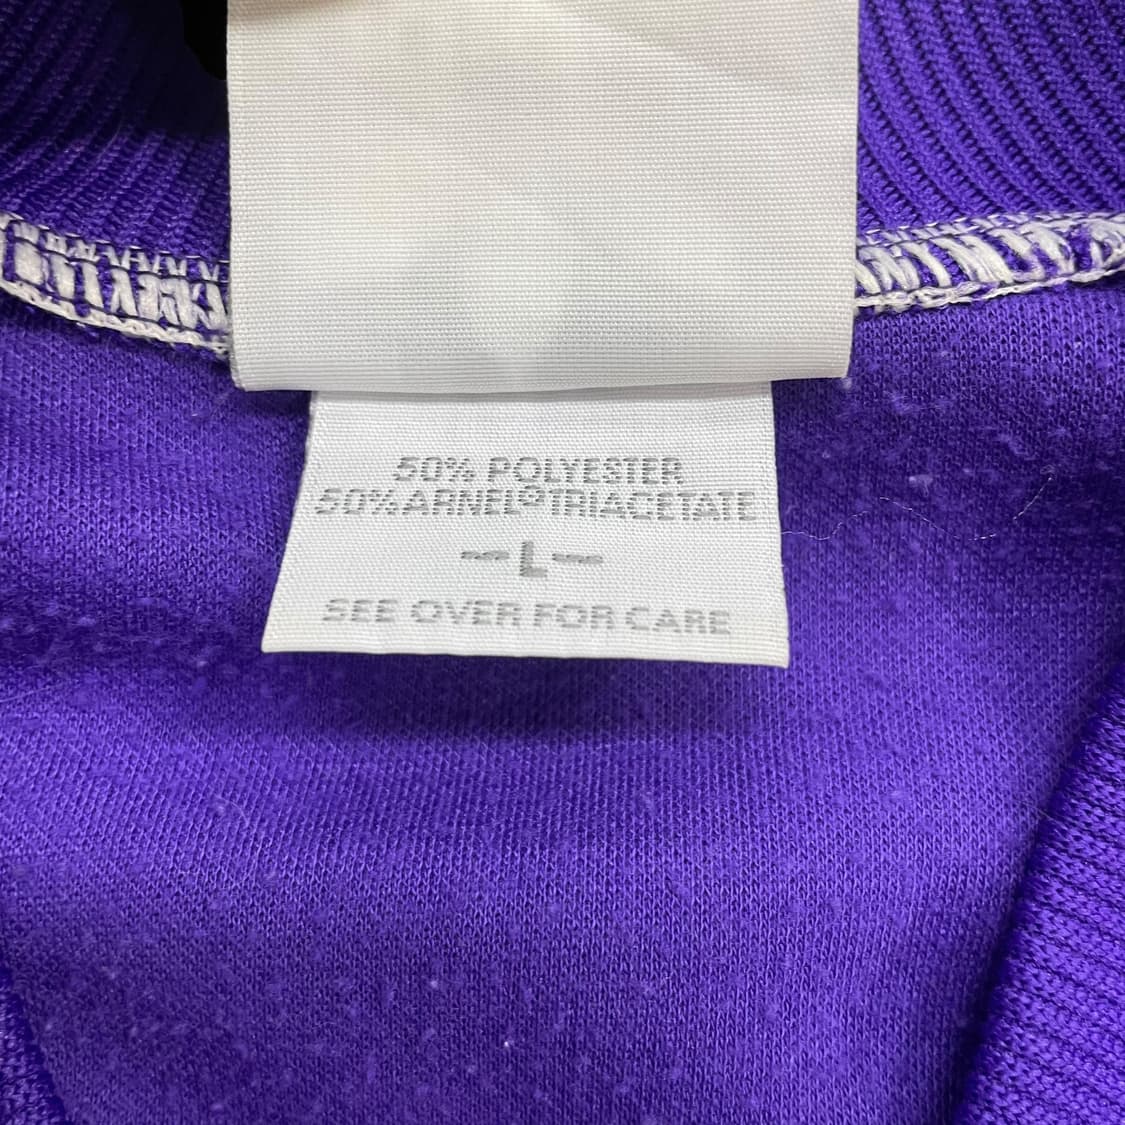 50% POLYESTER
50% ARNEL® TRIACETATE
— L —
SEE OVER FOR CARE